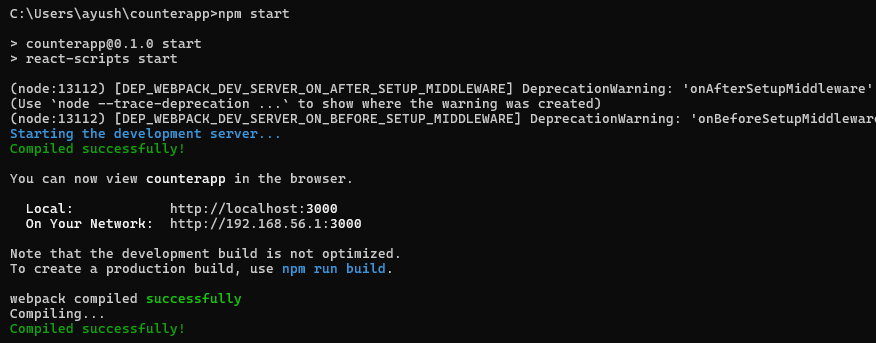 C:\Users\ayush\counterapp>npm start
> counterapp@0.1.0 start
> react-scripts start
(node:13112) [DEP_WEBPACK_DEV_SERVER_ON_AFTER_SETUP_MIDDLEWARE] DeprecationWarning: 'onAfterSetupMiddleware'
(Use `node --trace-deprecation ...` to show where the warning was created)
(node:13112) [DEP_WEBPACK_DEV_SERVER_ON_BEFORE_SETUP_MIDDLEWARE] DeprecationWarning: 'onBeforeSetupMiddleware
Starting the development server...
Compiled successfully!
You can now view counterapp in the browser.
Local: http://localhost:3000
On Your Network: http://192.168.56.1:3000
Note that the development build is not optimized.
To create a production build, use npm run build.
webpack compiled successfully
Compiling...
Compiled successfully!